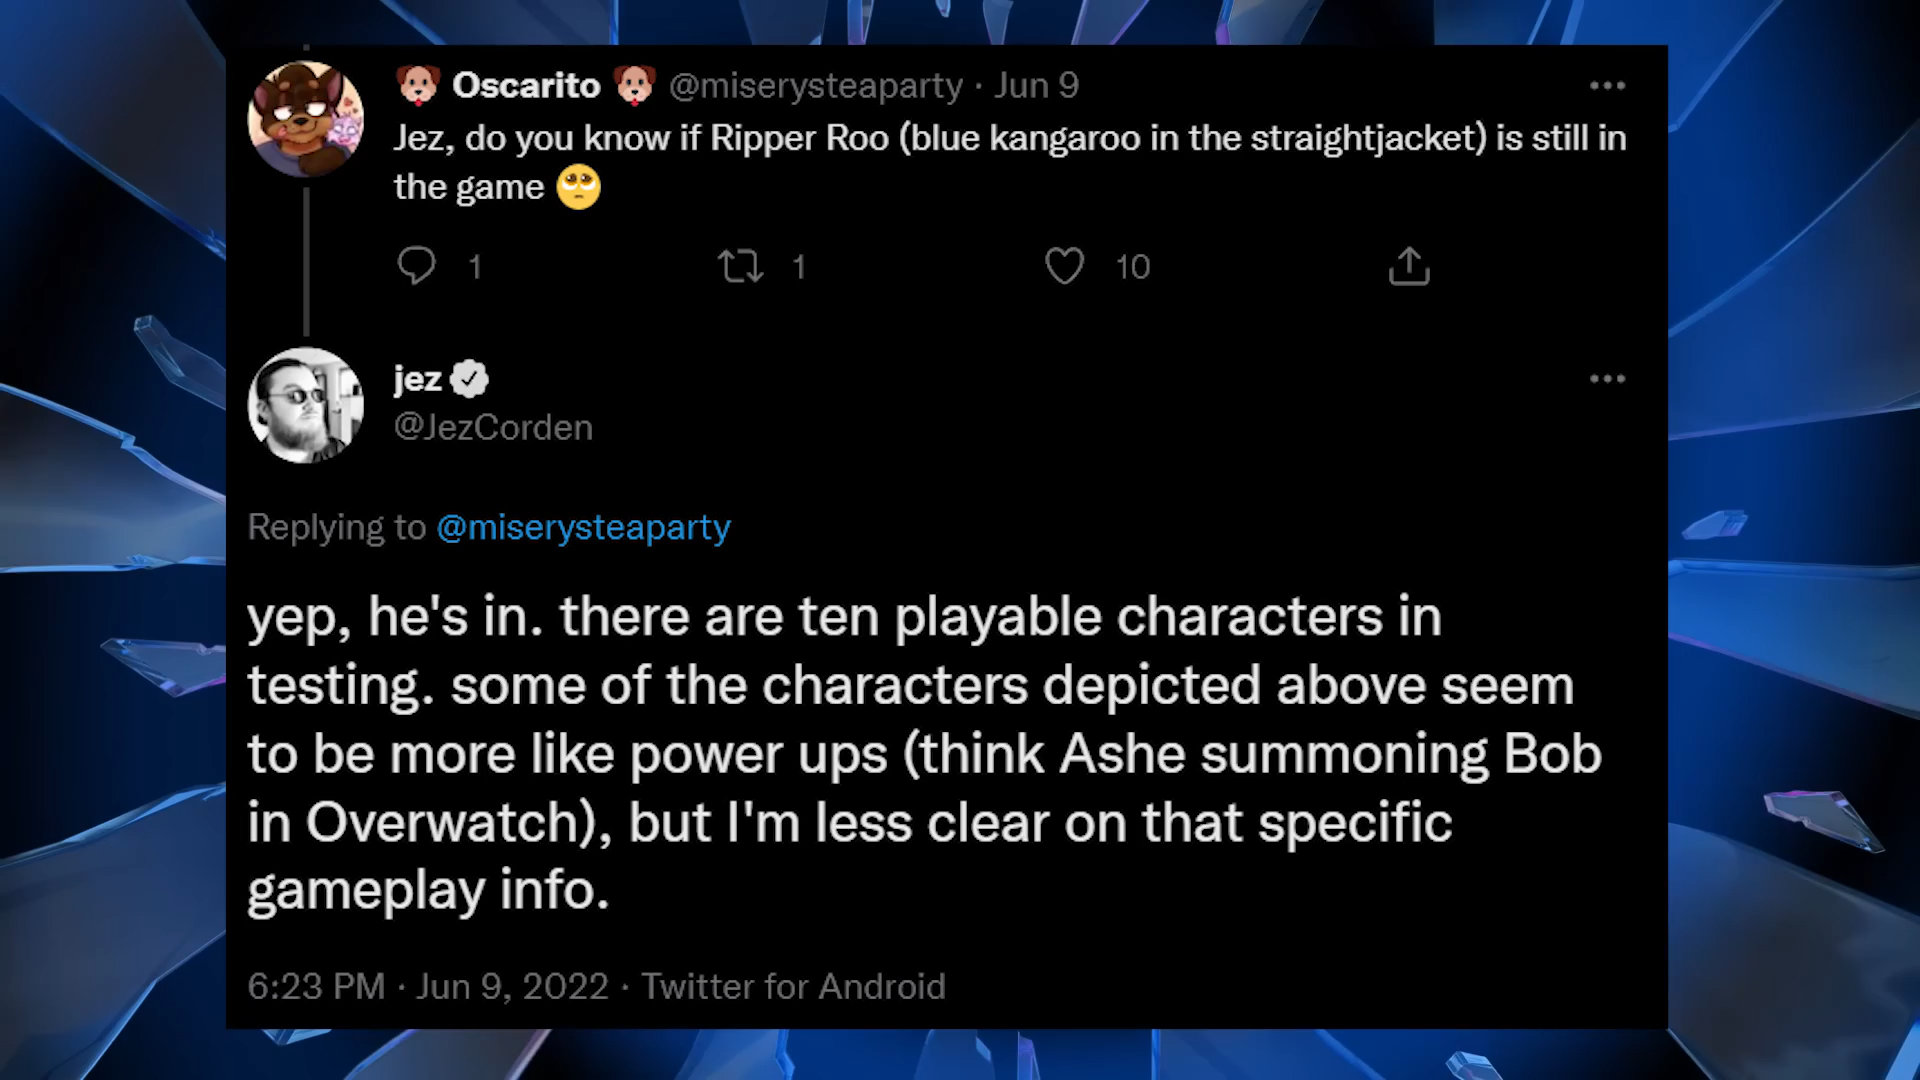 Oscarito @miserysteaparty · Jun 9
Jez, do you know if Ripper Roo (blue kangaroo in the straightjacket) is still in
the game 🥺
1 1 10
jez
@JezCorden
Replying to @miserysteaparty
yep, he's in. there are ten playable characters in
testing. some of the characters depicted above seem
to be more like power ups (think Ashe summoning Bob
in Overwatch), but I'm less clear on that specific
gameplay info.
6:23 PM · Jun 9, 2022 · Twitter for Android